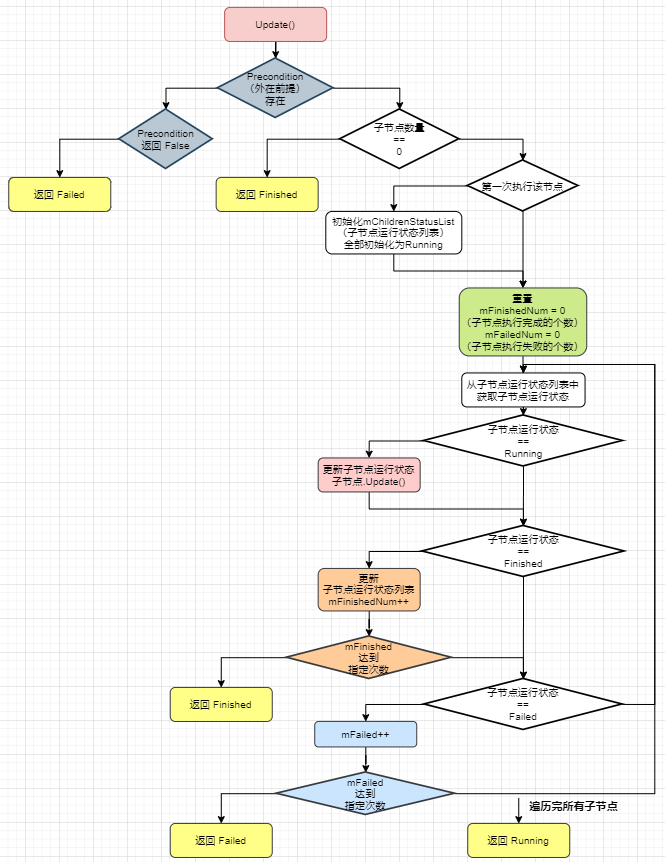 Update()
Precondition
（外在前提）
存在
Precondition
返回 False
子节点数量
==
0
返回 Failed
返回 Finished
第一次执行该节点
初始化mChildrenStatusList
（子节点运行状态列表）
全部初始化为Running
重置
mFinishedNum = 0
（子节点执行完成的个数）
mFailedNum = 0
（子节点执行失败的个数）
从子节点运行状态列表中
获取子节点运行状态
子节点运行状态
==
Running
更新子节点运行状态
子节点.Update()
子节点运行状态
==
Finished
更新
子节点运行状态列表
mFinishedNum++
mFinished
达到
指定次数
返回 Finished
子节点运行状态
==
Failed
mFailed++
mFailed
达到
指定次数
遍历完所有子节点
返回 Failed
返回 Running